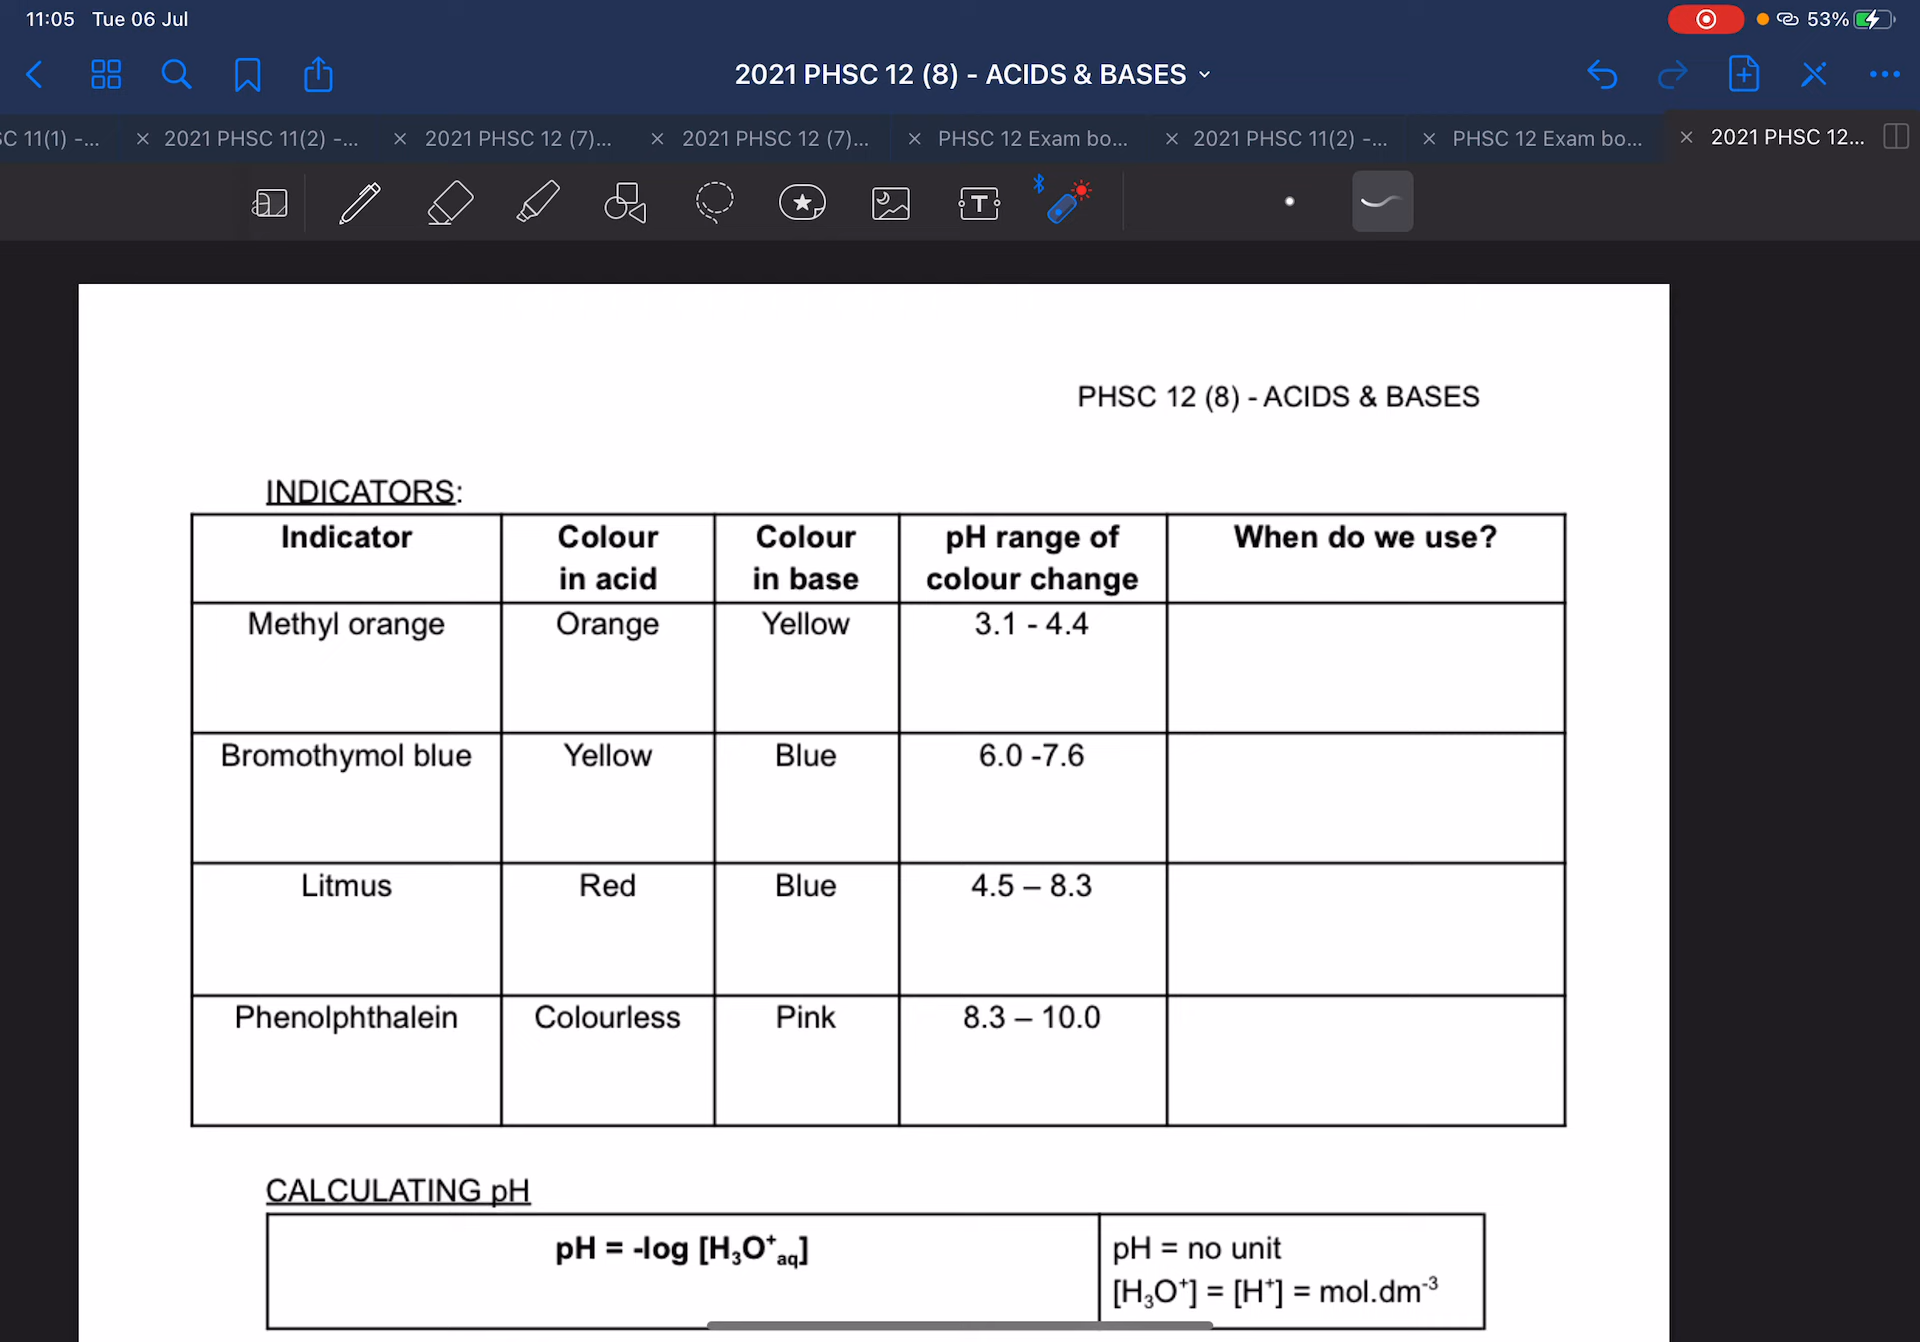 11:05 Tue 06 Jul
53%
2021 PHSC 12 (8) - ACIDS & BASES
SC 11(1) -...
2021 PHSC 11(2) -...
2021 PHSC 12 (7)...
2021 PHSC 12 (7)...
PHSC 12 Exam bo...
2021 PHSC 11(2) -...
PHSC 12 Exam bo...
2021 PHSC 12...
PHSC 12 (8) - ACIDS & BASES
INDICATORS:
Indicator
Colour
in acid
Colour
in base
pH range of
colour change
When do we use?
Methyl orange
Orange
Yellow
3.1 - 4.4
Bromothymol blue
Yellow
Blue
6.0 -7.6
Litmus
Red
Blue
4.5 – 8.3
Phenolphthalein
Colourless
Pink
8.3 – 10.0
CALCULATING pH
pH = -log [H₃O⁺aq]
pH = no unit
[H₃O⁺] = [H⁺] = mol.dm⁻³